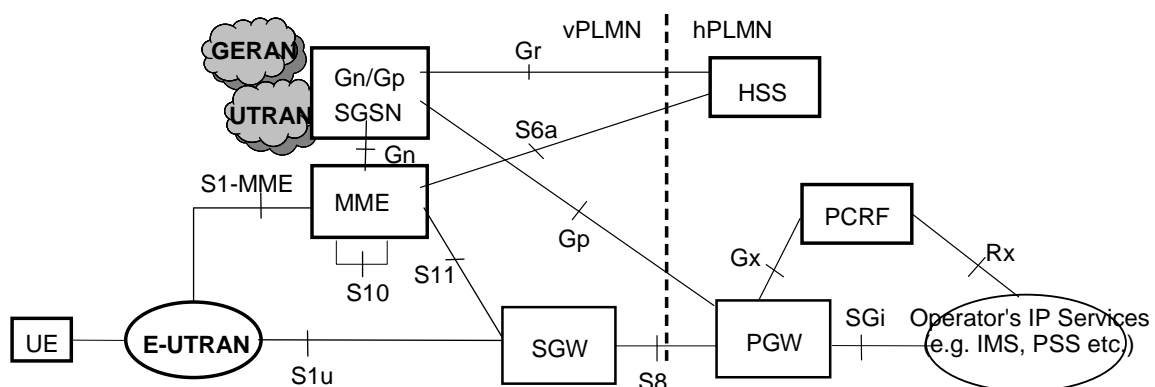 vPLMN
hPLMN
GERAN
Gr
Gn/Gp
SGSN
HSS
UTRAN
S6a
Gn
S1-MME
MME
PCRF
Gp
Gx
Rx
S11
S10
SGi
Operator's IP Services
(e.g. IMS, PSS etc.)
UE
E-UTRAN
SGW
PGW
S1u
S8